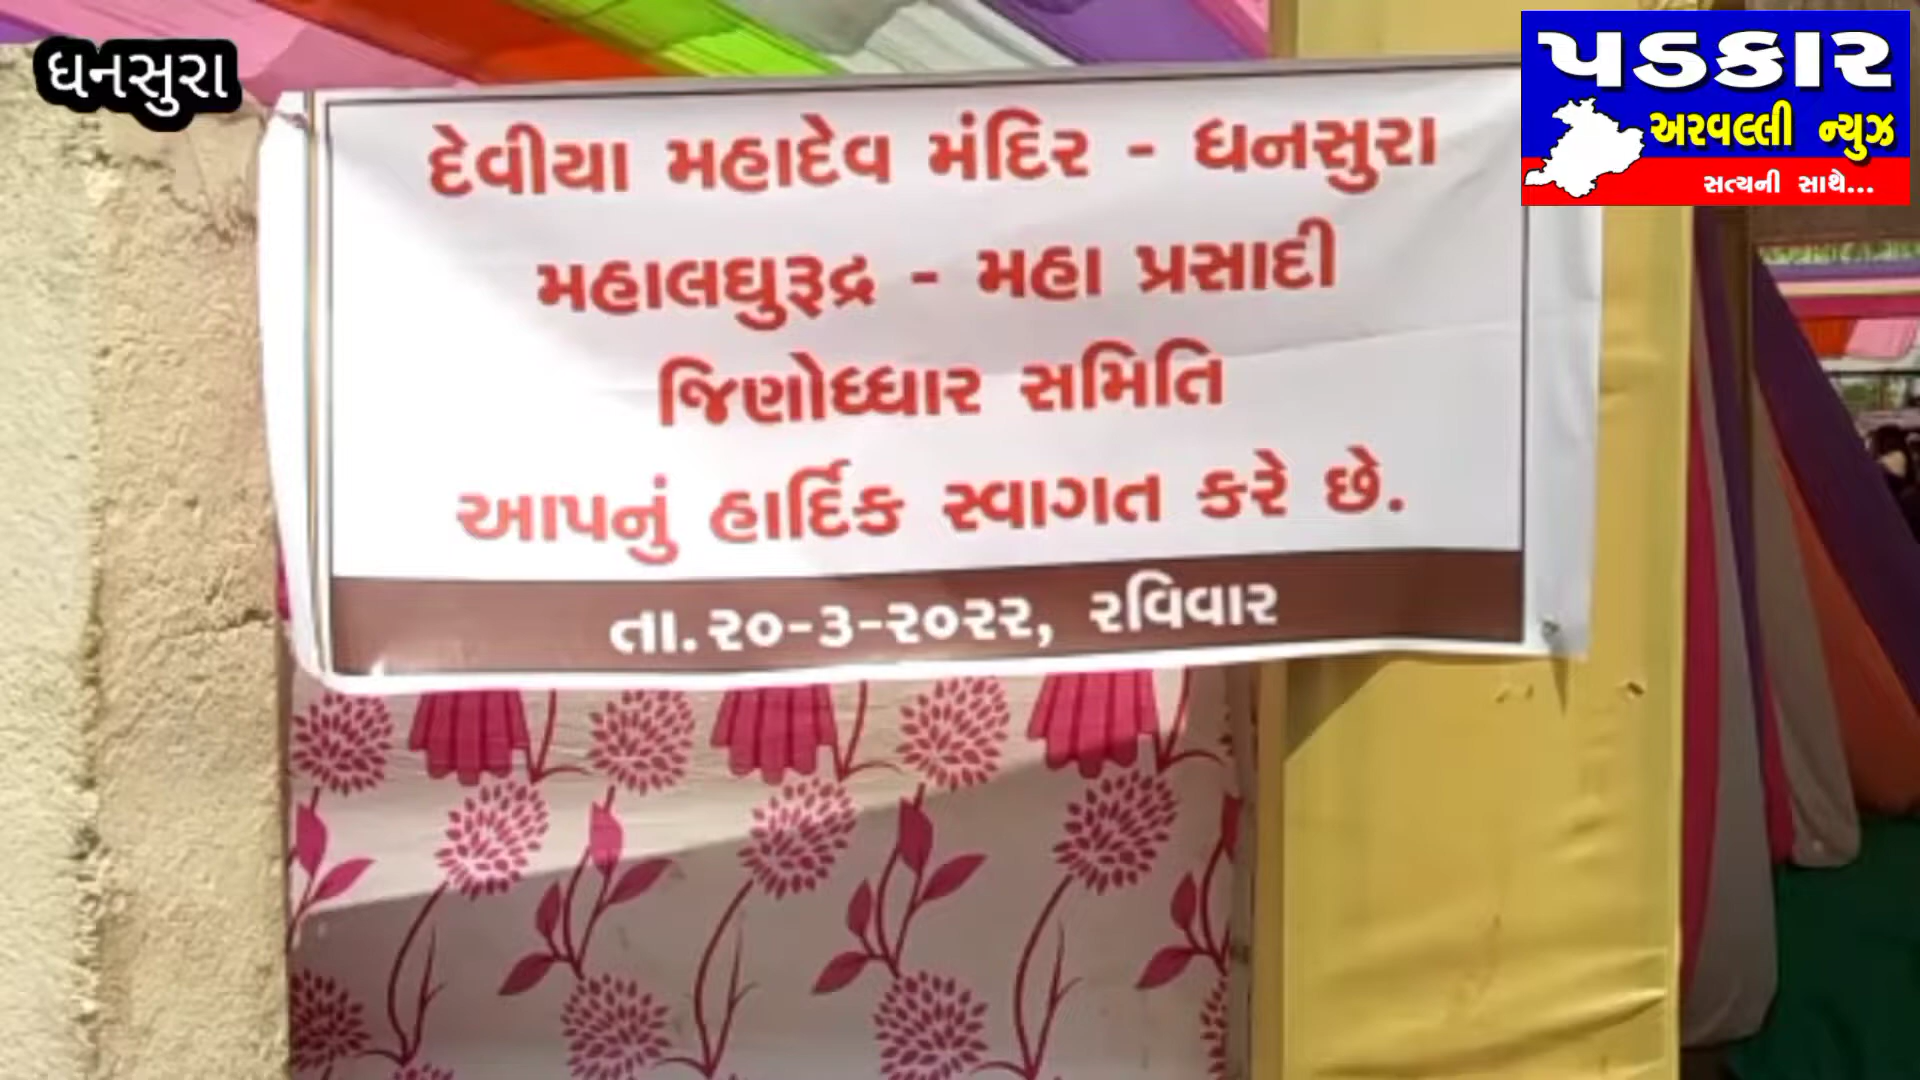 ધનસુરા
પડકાર
અરવલ્લી ન્યુઝ
સત્યની સાથે...
દેવીયા મહાદેવ મંદિર - ધનસુરા
મહાલઘુરૂદ્ર - મહા પ્રસાદી
જિણોધ્ધાર સમિતિ
આપનું હાર્દિક સ્વાગત કરે છે.
તા.૨૦-૩-૨૦૨૨, રવિવાર